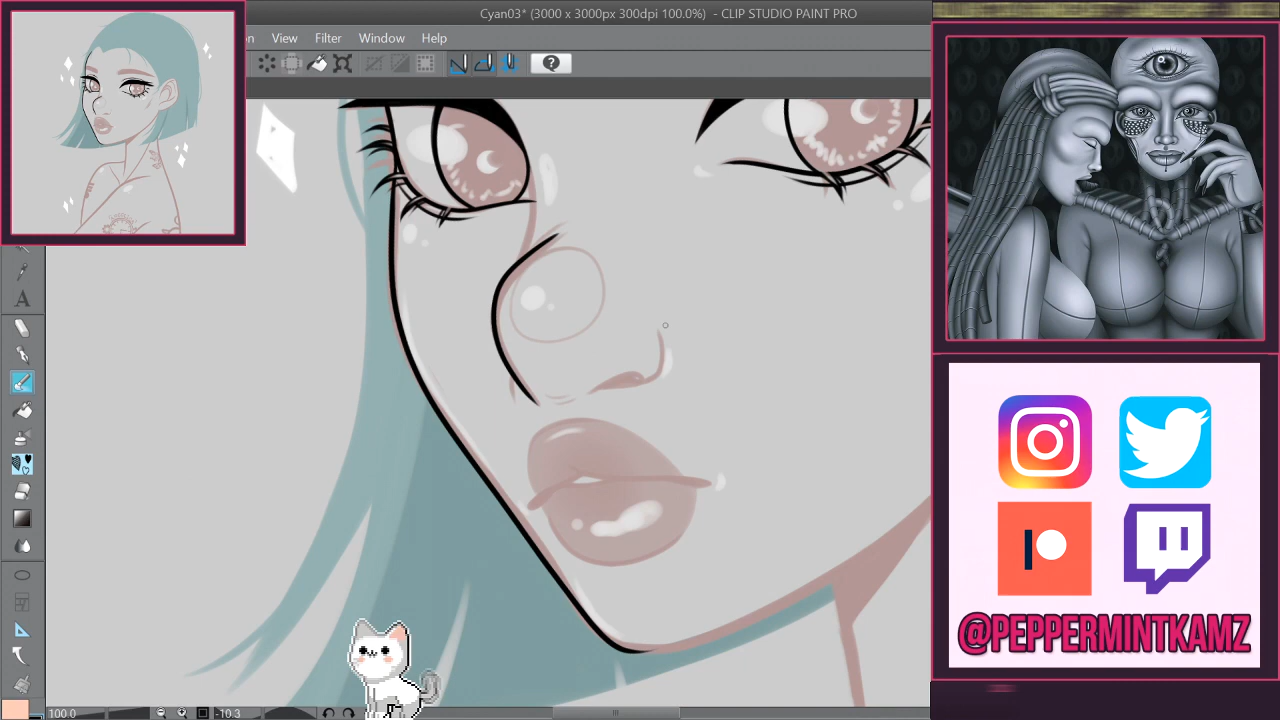 Cyan03* (3000 x 3000px 300dpi 100.0%) - CLIP STUDIO PAINT PRO
View Filter Window Help
A
100.0
-10.3
@PEPPERMINTKAMZ